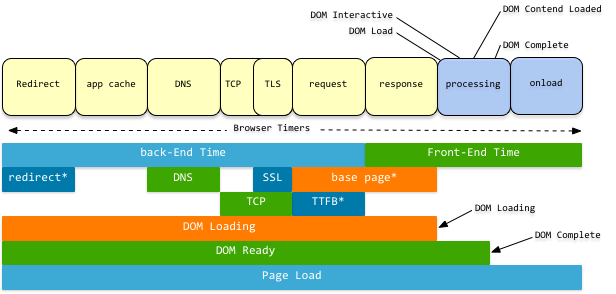 DOM Interactive
DOM Contend Loaded
DOM Load
DOM Complete
Redirect
app cache
DNS
TCP
TLS
request
response
processing
onload
Browser Timers
back-End Time
Front-End Time
redirect*
DNS
SSL
base page*
TCP
TTFB*
DOM Loading
DOM Loading
DOM Complete
DOM Ready
Page Load